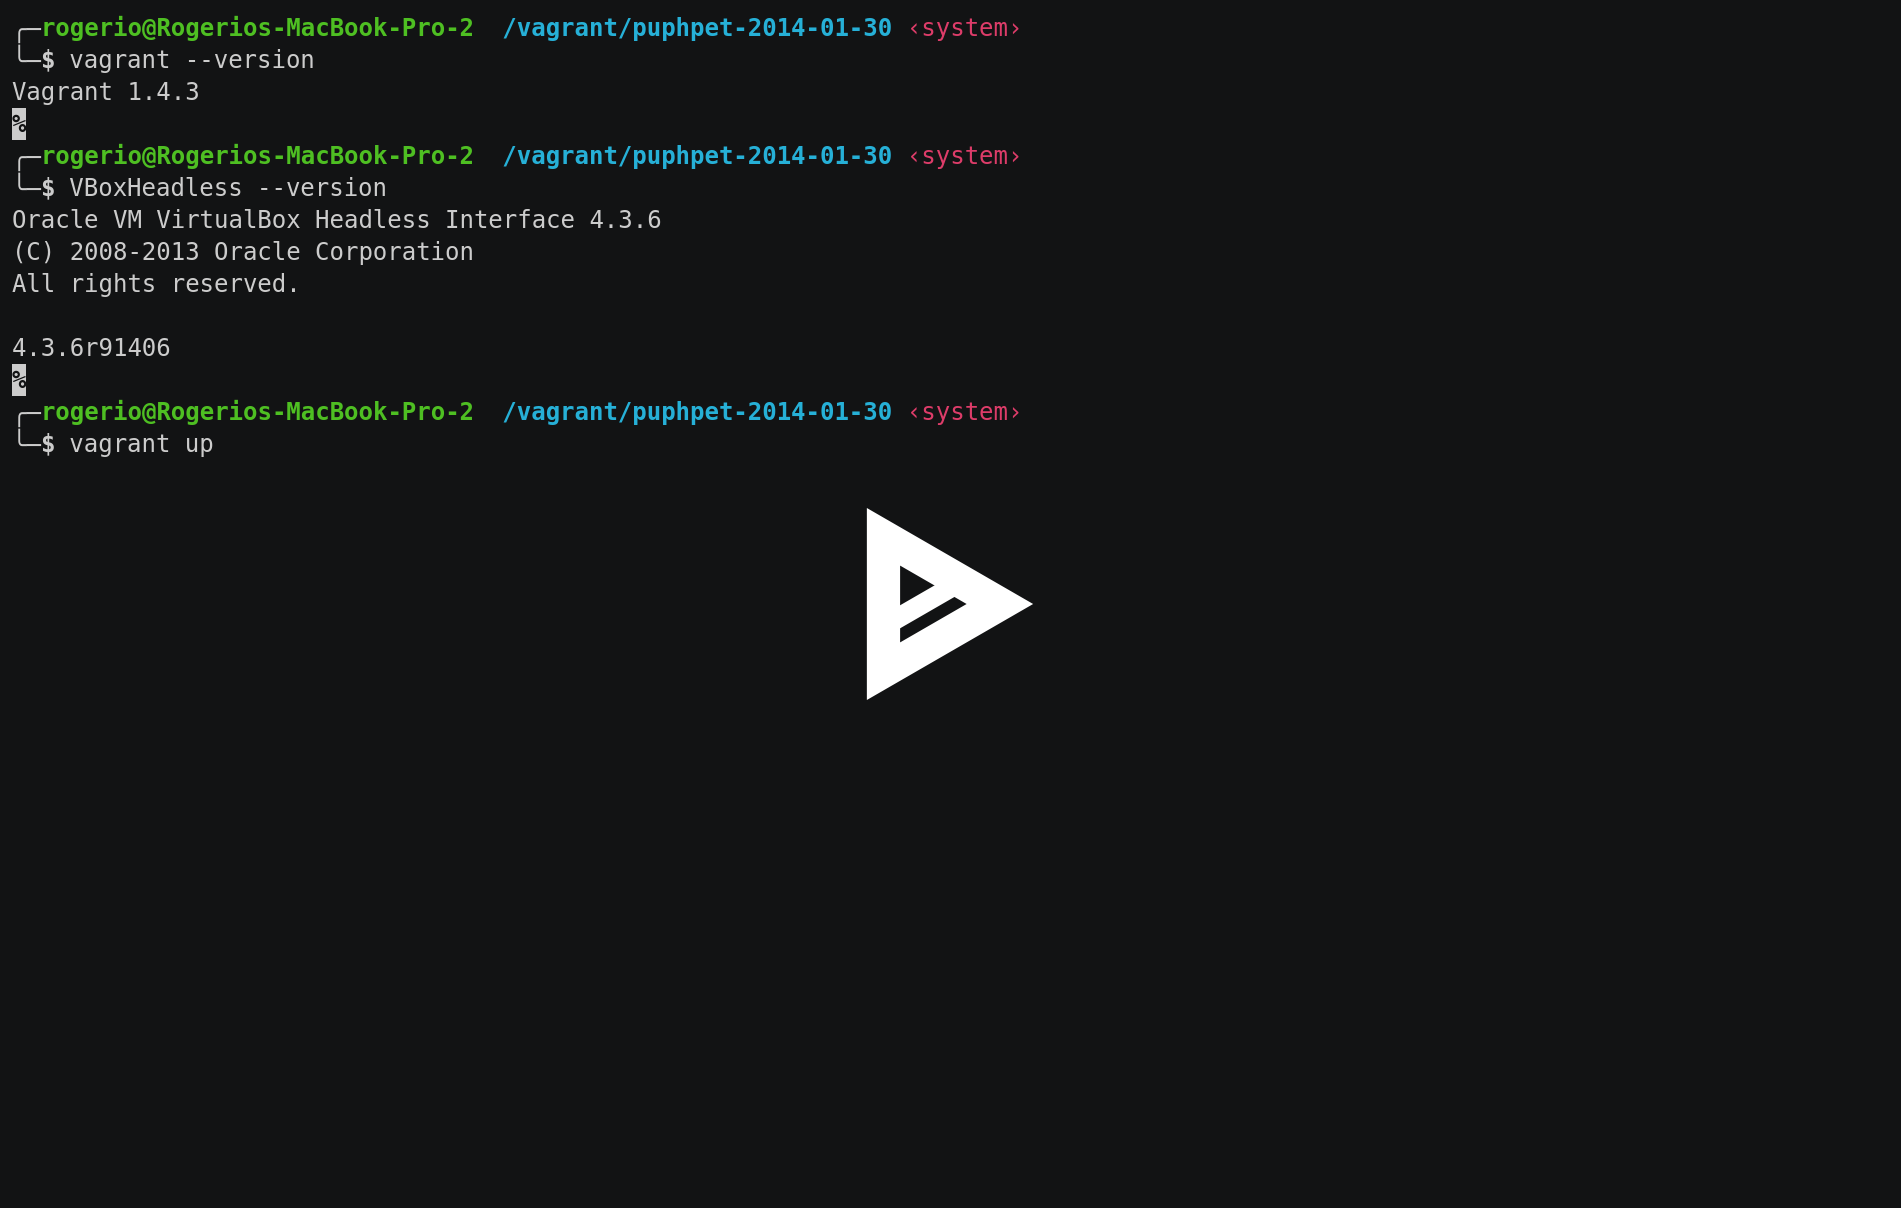 ╭─rogerio@Rogerios-MacBook-Pro-2  /vagrant/puphpet-2014-01-30 ‹system›
╰─$ vagrant --version
Vagrant 1.4.3
%
╭─rogerio@Rogerios-MacBook-Pro-2  /vagrant/puphpet-2014-01-30 ‹system›
╰─$ VBoxHeadless --version
Oracle VM VirtualBox Headless Interface 4.3.6
(C) 2008-2013 Oracle Corporation
All rights reserved.

4.3.6r91406
%
╭─rogerio@Rogerios-MacBook-Pro-2  /vagrant/puphpet-2014-01-30 ‹system›
╰─$ vagrant up